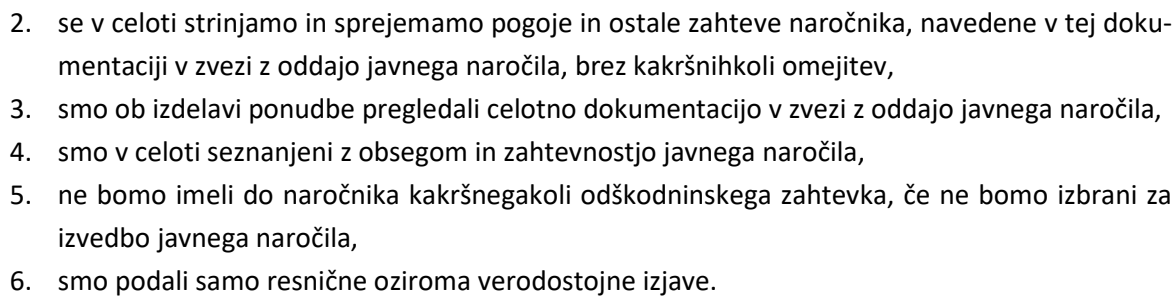 2. se v celoti strinjamo in sprejemamo pogoje in ostale zahteve naročnika, navedene v tej doku-
mentaciji v zvezi z oddajo javnega naročila, brez kakršnihkoli omejitev,
3. smo ob izdelavi ponudbe pregledali celotno dokumentacijo v zvezi z oddajo javnega naročila,
4. smo v celoti seznanjeni z obsegom in zahtevnostjo javnega naročila,
5. ne bomo imeli do naročnika kakršnegakoli odškodninskega zahtevka, če ne bomo izbrani za
izvedbo javnega naročila,
6. smo podali samo resnične oziroma verodostojne izjave.